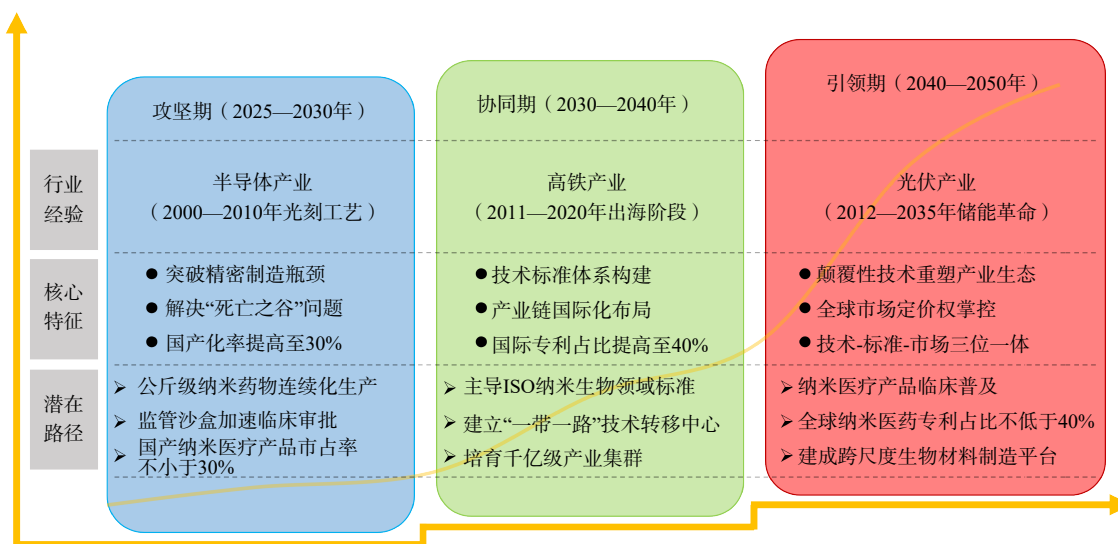 攻坚期（2025—2030年）
协同期（2030—2040年）
引领期（2040—2050年）
行业
经验
半导体产业
（2000—2010年光刻工艺）
高铁产业
（2011—2020年出海阶段）
光伏产业
（2012—2035年储能革命）
核心
特征
● 突破精密制造瓶颈
● 解决“死亡之谷”问题
● 国产化率提高至30%
● 技术标准体系构建
● 产业链国际化布局
● 国际专利占比提高至40%
● 颠覆性技术重塑产业生态
● 全球市场定价权掌控
● 技术-标准-市场三位一体
潜在
路径
➢ 公斤级纳米药物连续化生产
➢ 监管沙盒加速临床审批
➢ 国产纳米医疗产品市占率
不小于30%
➢ 主导ISO纳米生物领域标准
➢ 建立“一带一路”技术转移中心
➢ 培育千亿级产业集群
➢ 纳米医疗产品临床普及
➢ 全球纳米医药专利占比不低于40%
➢ 建成跨尺度生物材料制造平台